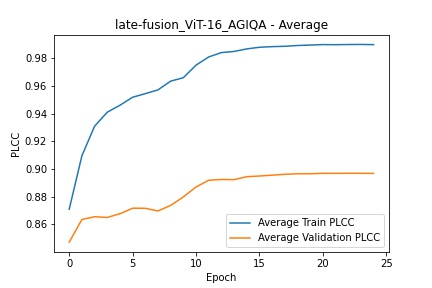 late-fusion_ViT-16_AGIQA - Average
PLCC
0.98
0.96
0.94
0.92
0.90
0.88
0.86
Average Train PLCC
Average Validation PLCC
0 5 10 15 20 25
Epoch